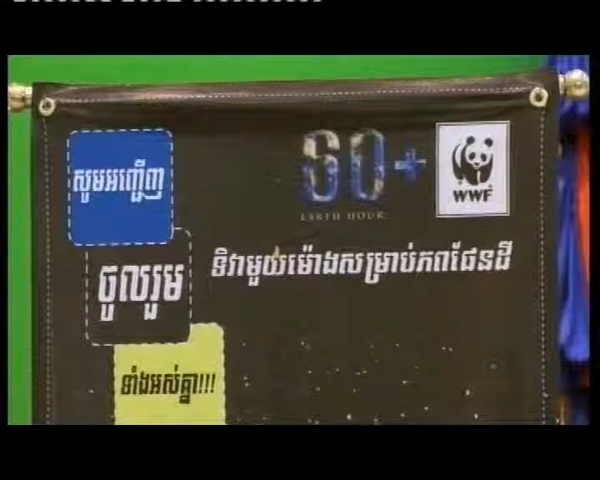 60+
EARTH HOUR
WWF
សូមអញ្ជើញ
ចូលរួម
ទិវាមួយម៉ោងសម្រាប់ភពផែនដី
ទាំងអស់គ្នា!!!